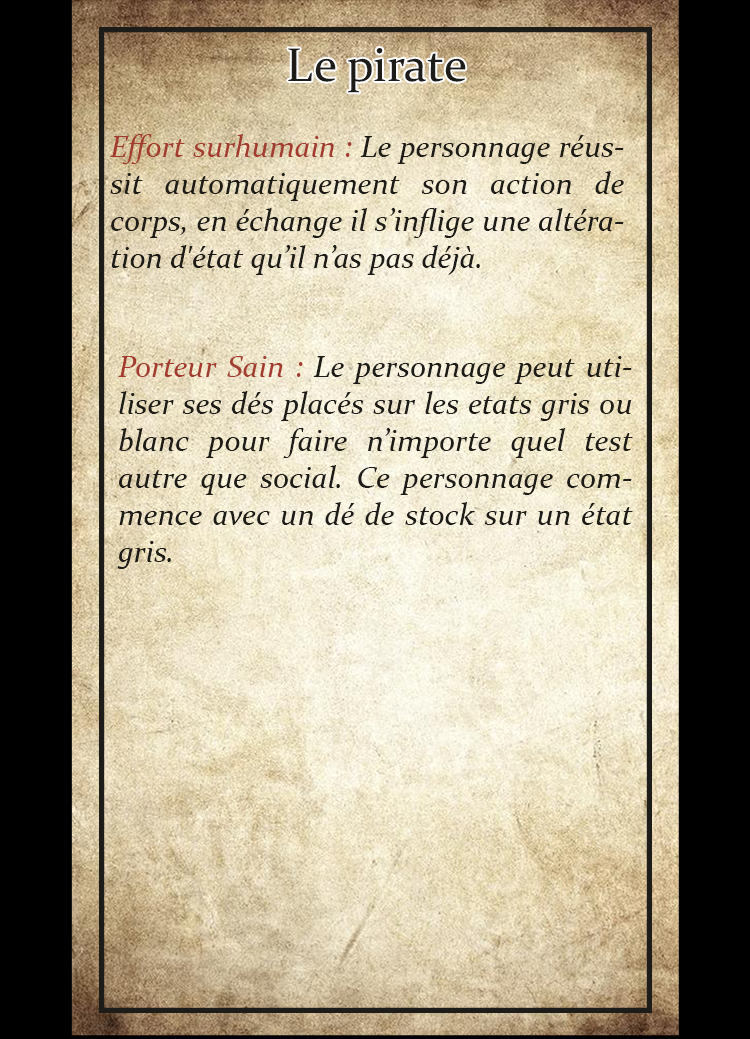 Le pirate
Effort surhumain : Le personnage réus-
sit automatiquement son action de
corps, en échange il s’inflige une altéra-
tion d'état qu’il n’as pas déjà.
Porteur Sain : Le personnage peut uti-
liser ses dés placés sur les etats gris ou
blanc pour faire n’importe quel test
autre que social. Ce personnage com-
mence avec un dé de stock sur un état
gris.